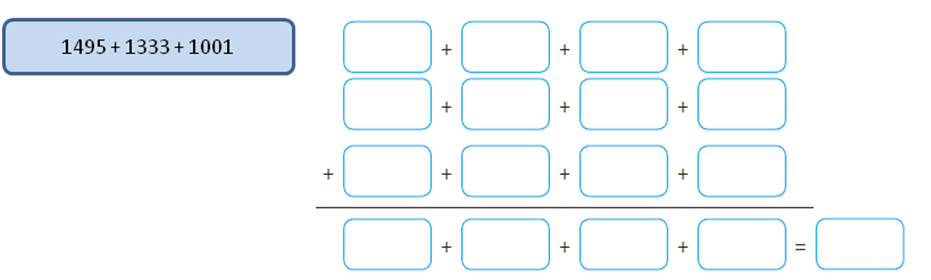 1495 + 1333 + 1001
+ + +
+ + +
+ + + +
+ + + =